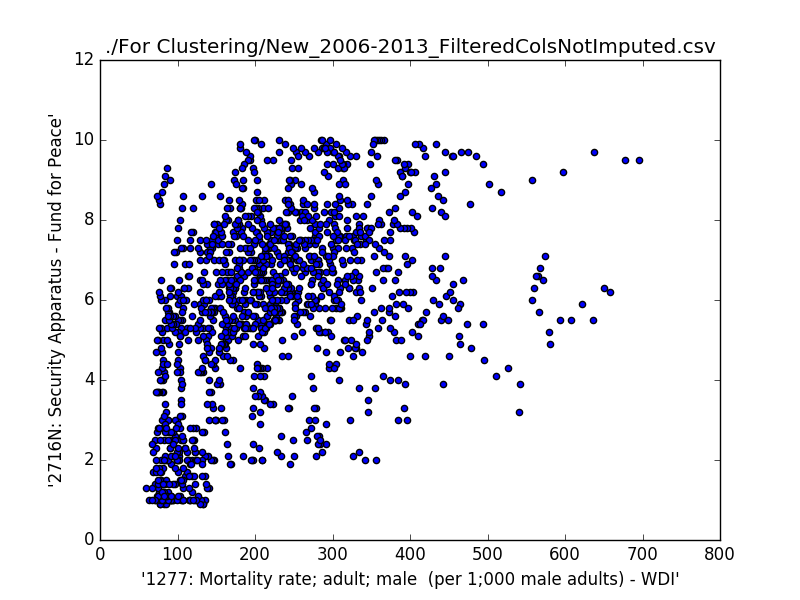 ./For Clustering/New_2006-2013_FilteredColsNotImputed.csv
'2716N: Security Apparatus - Fund for Peace'
12
10
8
6
4
2
0
0 100 200 300 400 500 600 700 800
'1277: Mortality rate; adult; male  (per 1;000 male adults) - WDI'